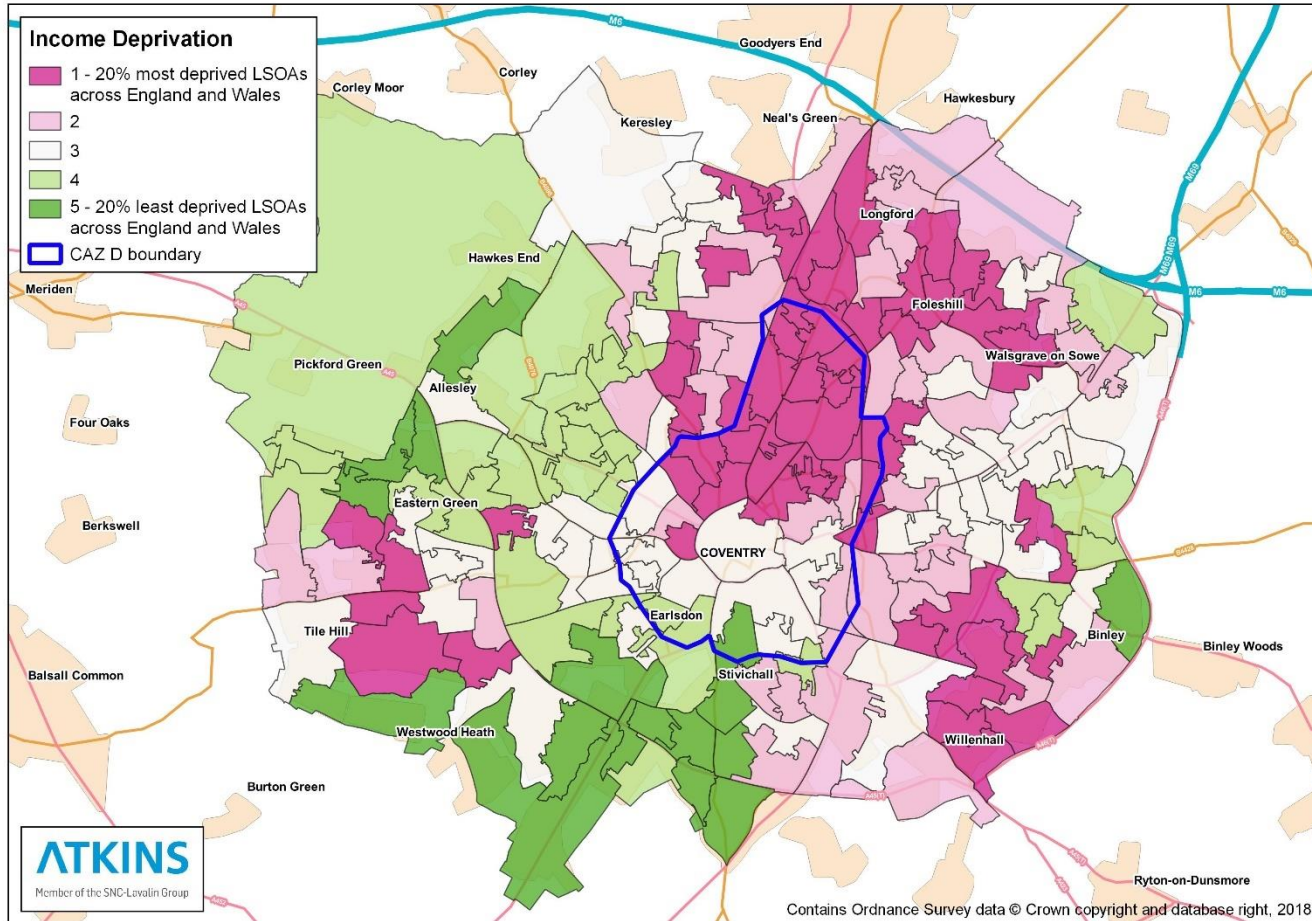 Income Deprivation
1 - 20% most deprived LSOAs
across England and Wales
2
3
4
5 - 20% least deprived LSOAs
across England and Wales
CAZ D boundary
M6
Goodyers End
Corley
Corley Moor
Hawkesbury
Keresley
Neal's Green
M69
Longford
M69
M69
Hawkes End
M6
M6
Meriden
Foleshill
Walsgrave on Sowe
Pickford Green
Allesley
Four Oaks
Eastern Green
Berkswell
COVENTRY
Earlsdon
Tile Hill
Binley
Binley Woods
Balsall Common
Stivichall
Westwood Heath
Willenhall
Burton Green
ATKINS
Member of the SNC-Lavalin Group
Ryton-on-Dunsmore
Contains Ordnance Survey data © Crown copyright and database right, 2018